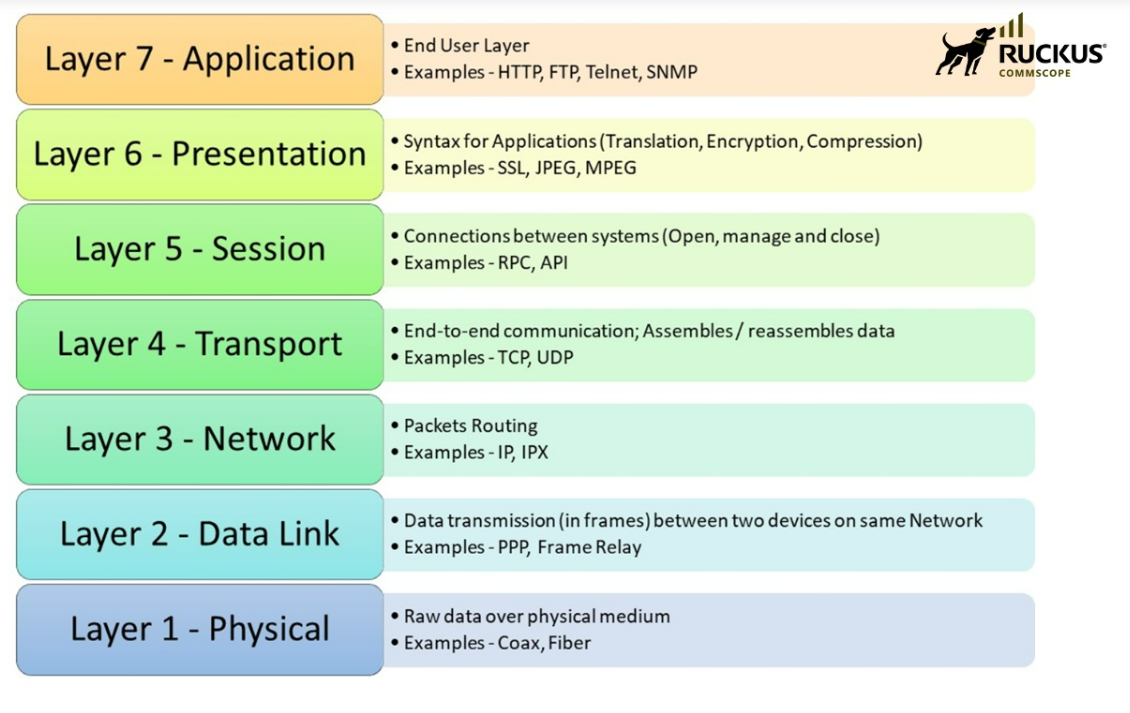 RUCKUS®
COMMSCOPE
Layer 7 - Application
• End User Layer
• Examples - HTTP, FTP, Telnet, SNMP
Layer 6 - Presentation
• Syntax for Applications (Translation, Encryption, Compression)
• Examples - SSL, JPEG, MPEG
Layer 5 - Session
• Connections between systems (Open, manage and close)
• Examples - RPC, API
Layer 4 - Transport
• End-to-end communication; Assembles / reassembles data
• Examples - TCP, UDP
Layer 3 - Network
• Packets Routing
• Examples - IP, IPX
Layer 2 - Data Link
• Data transmission (in frames) between two devices on same Network
• Examples - PPP, Frame Relay
Layer 1 - Physical
• Raw data over physical medium
• Examples - Coax, Fiber